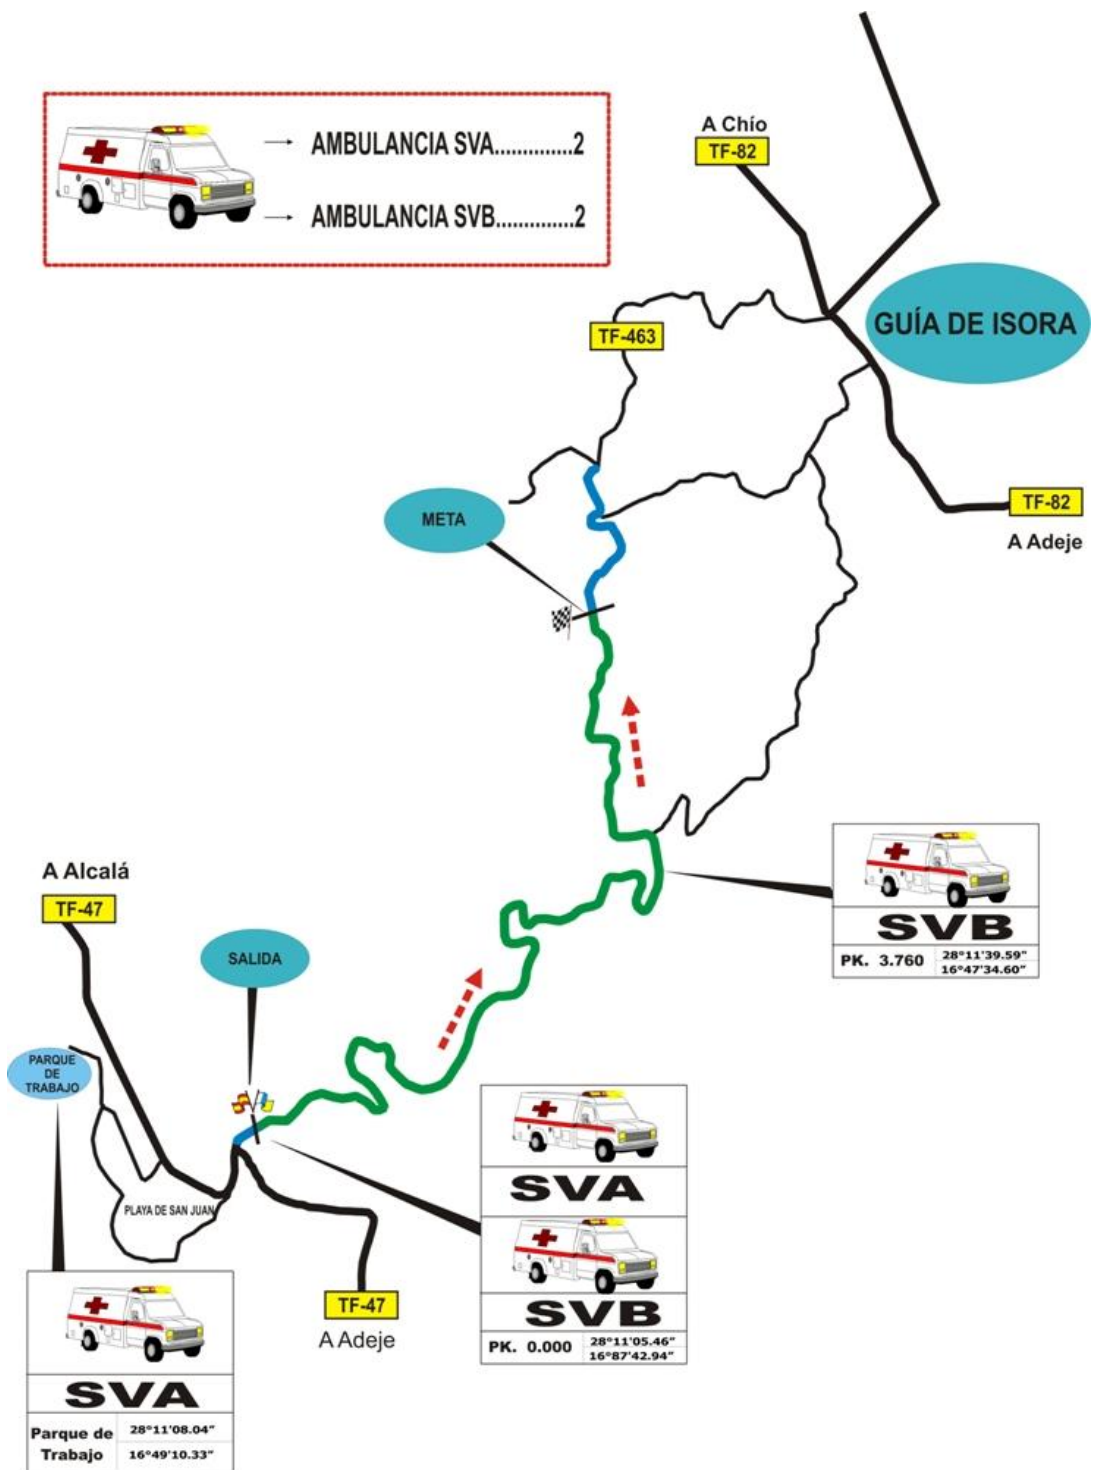 AMBULANCIA SVA..............2
AMBULANCIA SVB..............2
A Chío
TF-82
GUÍA DE ISORA
TF-463
META
TF-82
A Adeje
SVB
PK. 3.760
28°11'39.59"
16°47'34.60"
A Alcalá
TF-47
SALIDA
PARQUE
DE
TRABAJO
PLAYA DE SAN JUAN
SVA
SVB
PK. 0.000
28°11'05.46"
16°87'42.94"
TF-47
A Adeje
SVA
Parque de
Trabajo
28°11'08.04"
16°49'10.33"